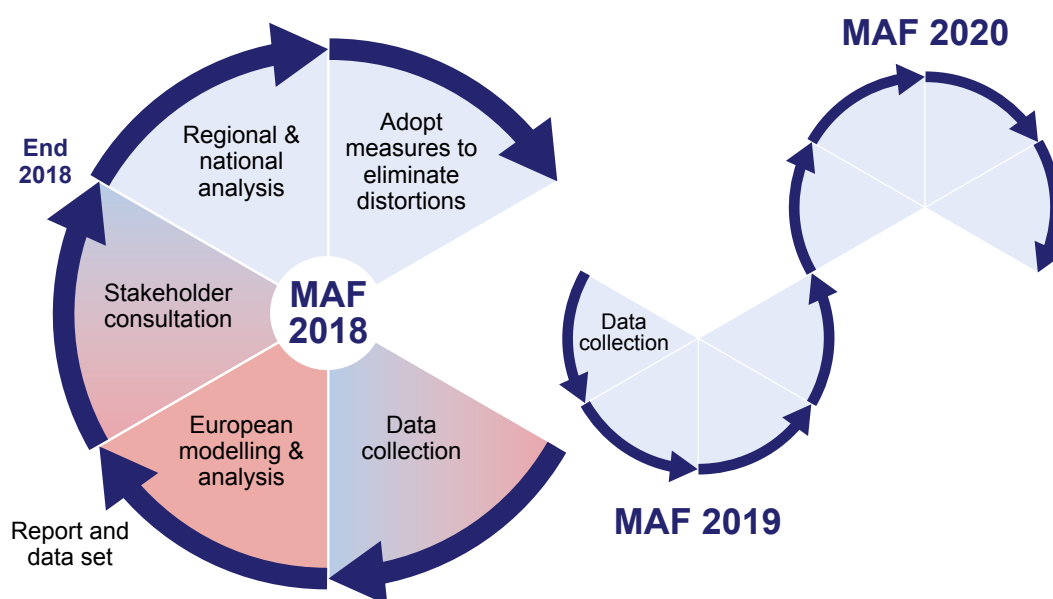 MAF 2020
Regional &
national
analysis
Adopt
measures to
eliminate
distortions
End
2018
Stakeholder
consultation
MAF
2018
Data
collection
European
modelling &
analysis
Data
collection
Report and
data set
MAF 2019